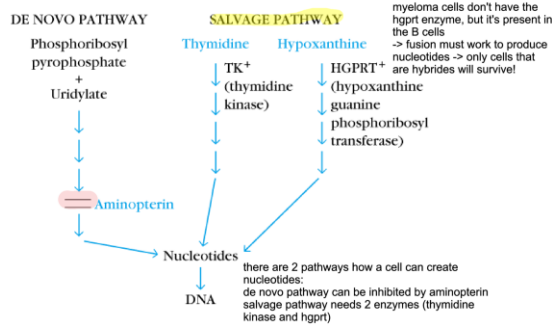 DE NOVO PATHWAY
Phosphoribosyl
pyrophosphate
+
Uridylate
Aminopterin
SALVAGE PATHWAY
Thymidine
TK+
(thymidine
kinase)
Hypoxanthine
HGPRT+
(hypoxanthine
guanine
phosphoribosyl
transferase)
myeloma cells don't have the
hgprt enzyme, but it's present in
the B cells
-> fusion must work to produce
nucleotides -> only cells that
are hybrides will survive!
Nucleotides
DNA
there are 2 pathways how a cell can create
nucleotides:
de novo pathway can be inhibited by aminopterin
salvage pathway needs 2 enzymes (thymidine
kinase and hgprt)